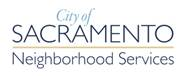 City of
SACRAMENTO
Neighborhood Services